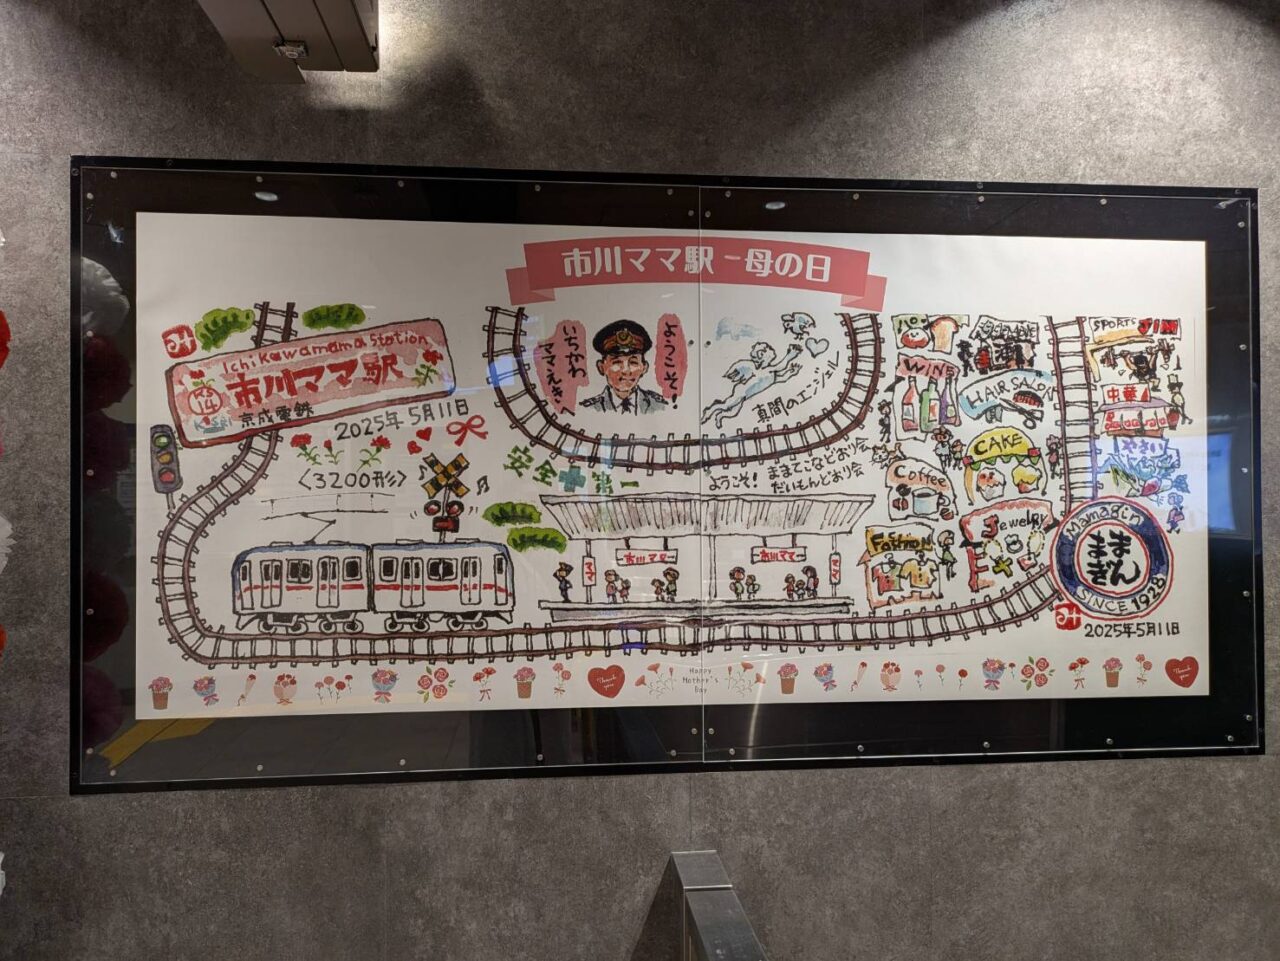 市川ママ駅 - 母の日
Ichikawamama Station
市川ママ駅
KS
14
KSEI
京成電鉄
2025年5月11日
<3200形>
ようこそ!
いちかわ
ママえきへ
真間のエンジェル
安全+第一
ようこそ!
ままてこなどおり会
だいもんどおり会
市川ママ
市川ママ
ママ
ママ
パン
WINE
HAIR SALON
CAKE
Coffee
Fashion
Jewelry
SPORTS JIM
中華
やさい
Mamagin
ままぎん
SINCE 1928
2025年5月11日
Thank you
Happy
Mother's
Day
Thank you